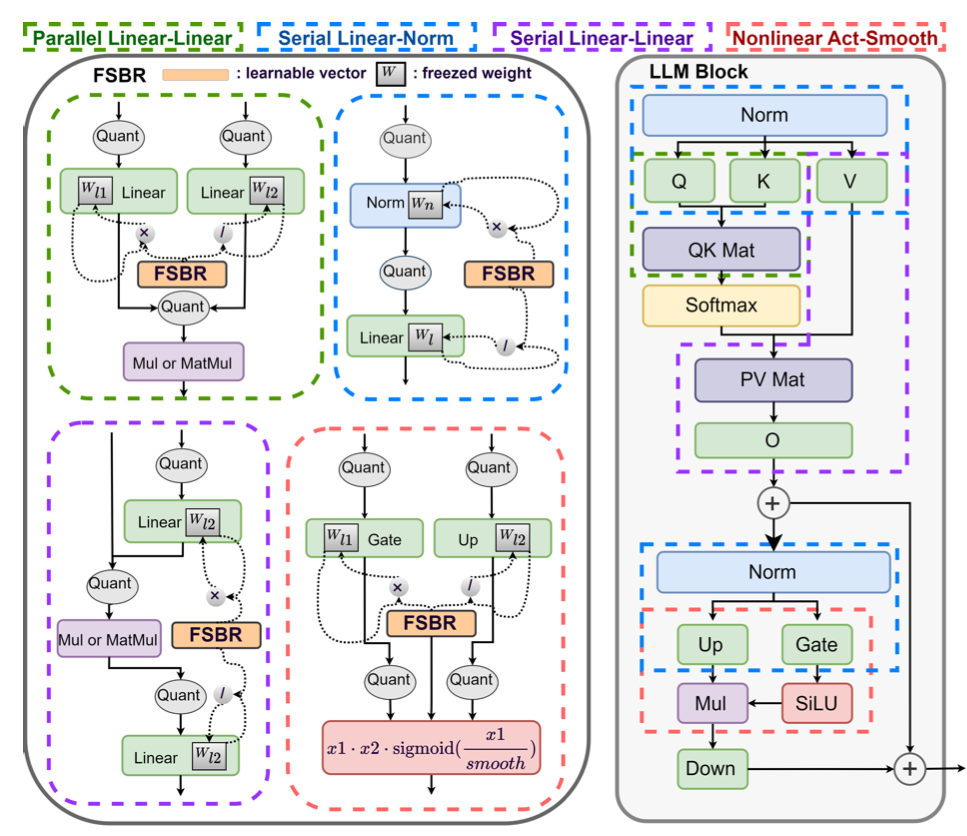 Parallel Linear-Linear
Serial Linear-Norm
Serial Linear-Linear
Nonlinear Act-Smooth
FSBR : learnable vector W : freezed weight
Quant Quant
W_{l1} Linear Linear W_{l2}
× /
FSBR
Quant
Mul or MatMul
Quant
Norm W_n
×
Quant FSBR
Linear W_l /
Quant
Linear W_{l2}
Quant ×
Mul or MatMul FSBR
Quant /
Linear W_{l2}
Quant Quant
W_{l1} Gate Up W_{l2}
× /
FSBR
Quant Quant
x1 · x2 · sigmoid(x1/smooth)
LLM Block
Norm
Q K V
QK Mat
Softmax
PV Mat
O
+
Norm
Up Gate
Mul SiLU
Down +